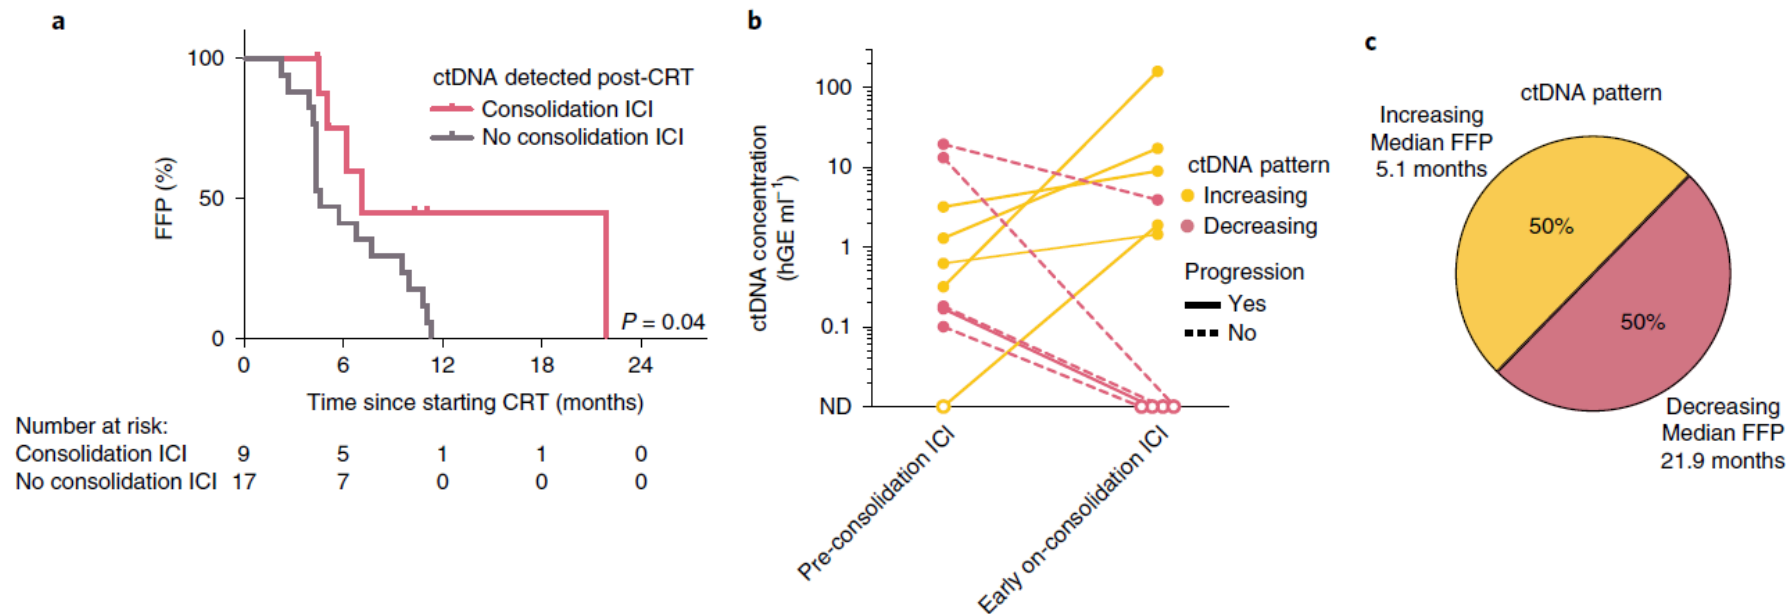 a
100
50
0
FFP (%)
ctDNA detected post-CRT
Consolidation ICI
No consolidation ICI
P = 0.04
0 6 12 18 24
Time since starting CRT (months)
Number at risk:
Consolidation ICI 9 5 1 1 0
No consolidation ICI 17 7 0 0 0
b
ctDNA concentration
(hGE ml⁻¹)
100
10
1
0.1
ND
Pre-consolidation ICI
Early on-consolidation ICI
ctDNA pattern
Increasing
Decreasing
Progression
Yes
No
c
ctDNA pattern
Increasing
Median FFP
5.1 months
50%
50%
Decreasing
Median FFP
21.9 months